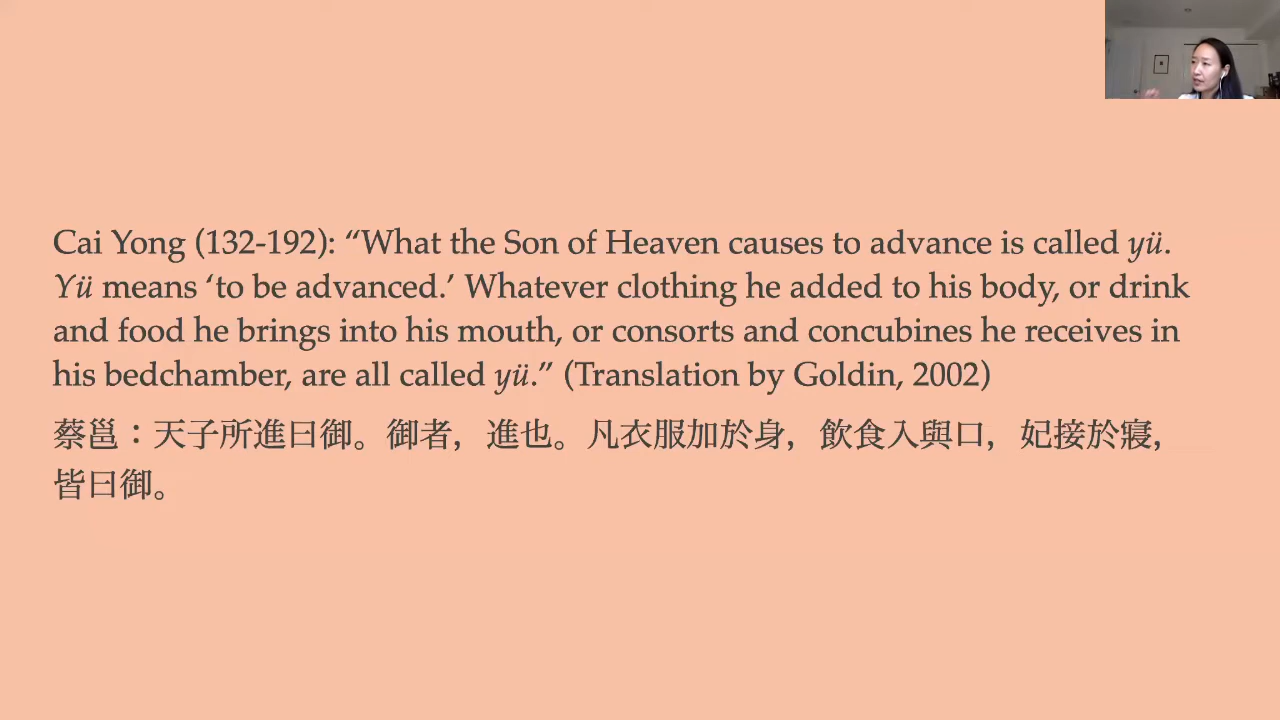 Cai Yong (132-192): “What the Son of Heaven causes to advance is called yü.
Yü means ‘to be advanced.’ Whatever clothing he added to his body, or drink
and food he brings into his mouth, or consorts and concubines he receives in
his bedchamber, are all called yü.” (Translation by Goldin, 2002)
蔡邕：天子所進曰御。御者，進也。凡衣服加於身，飲食入與口，妃接於寢，
皆曰御。